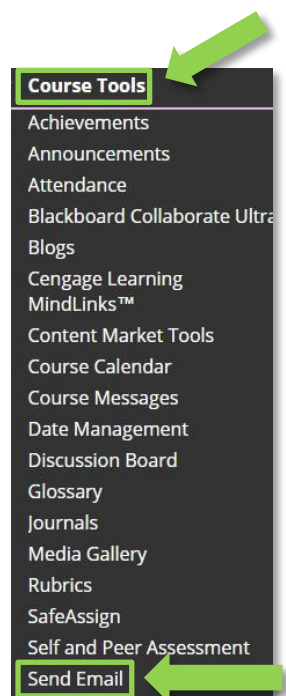 Course Tools
Achievements
Announcements
Attendance
Blackboard Collaborate Ultra
Blogs
Cengage Learning
MindLinks™
Content Market Tools
Course Calendar
Course Messages
Date Management
Discussion Board
Glossary
Journals
Media Gallery
Rubrics
SafeAssign
Self and Peer Assessment
Send Email